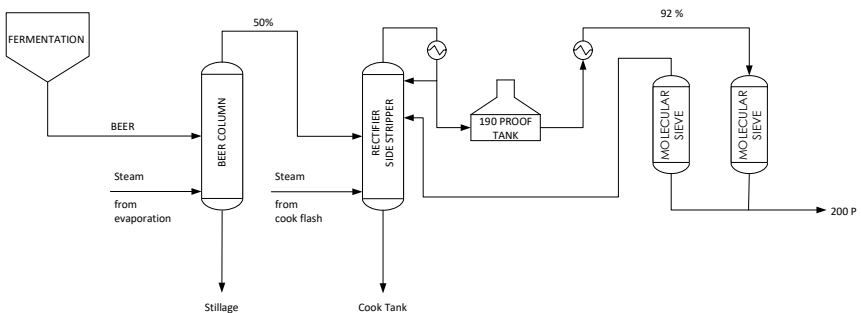 FERMENTATION
50%
92 %
BEER
BEER COLUMN
RECTIFIER
SIDE STRIPPER
190 PROOF
TANK
MOLECULAR
SIEVE
MOLECULAR
SIEVE
Steam
from
evaporation
Steam
from
cook flash
200 P
Stillage
Cook Tank